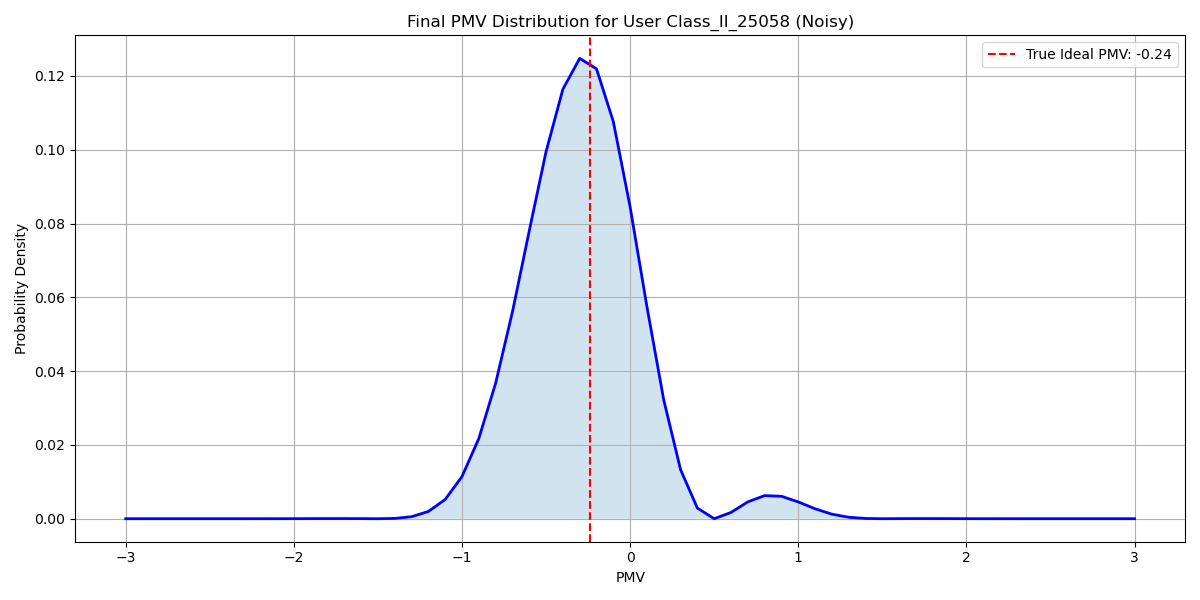 Final PMV Distribution for User Class_II_25058 (Noisy)
True Ideal PMV: -0.24
Probability Density
0.12
0.10
0.08
0.06
0.04
0.02
0.00
−3 −2 −1 0 1 2 3
PMV